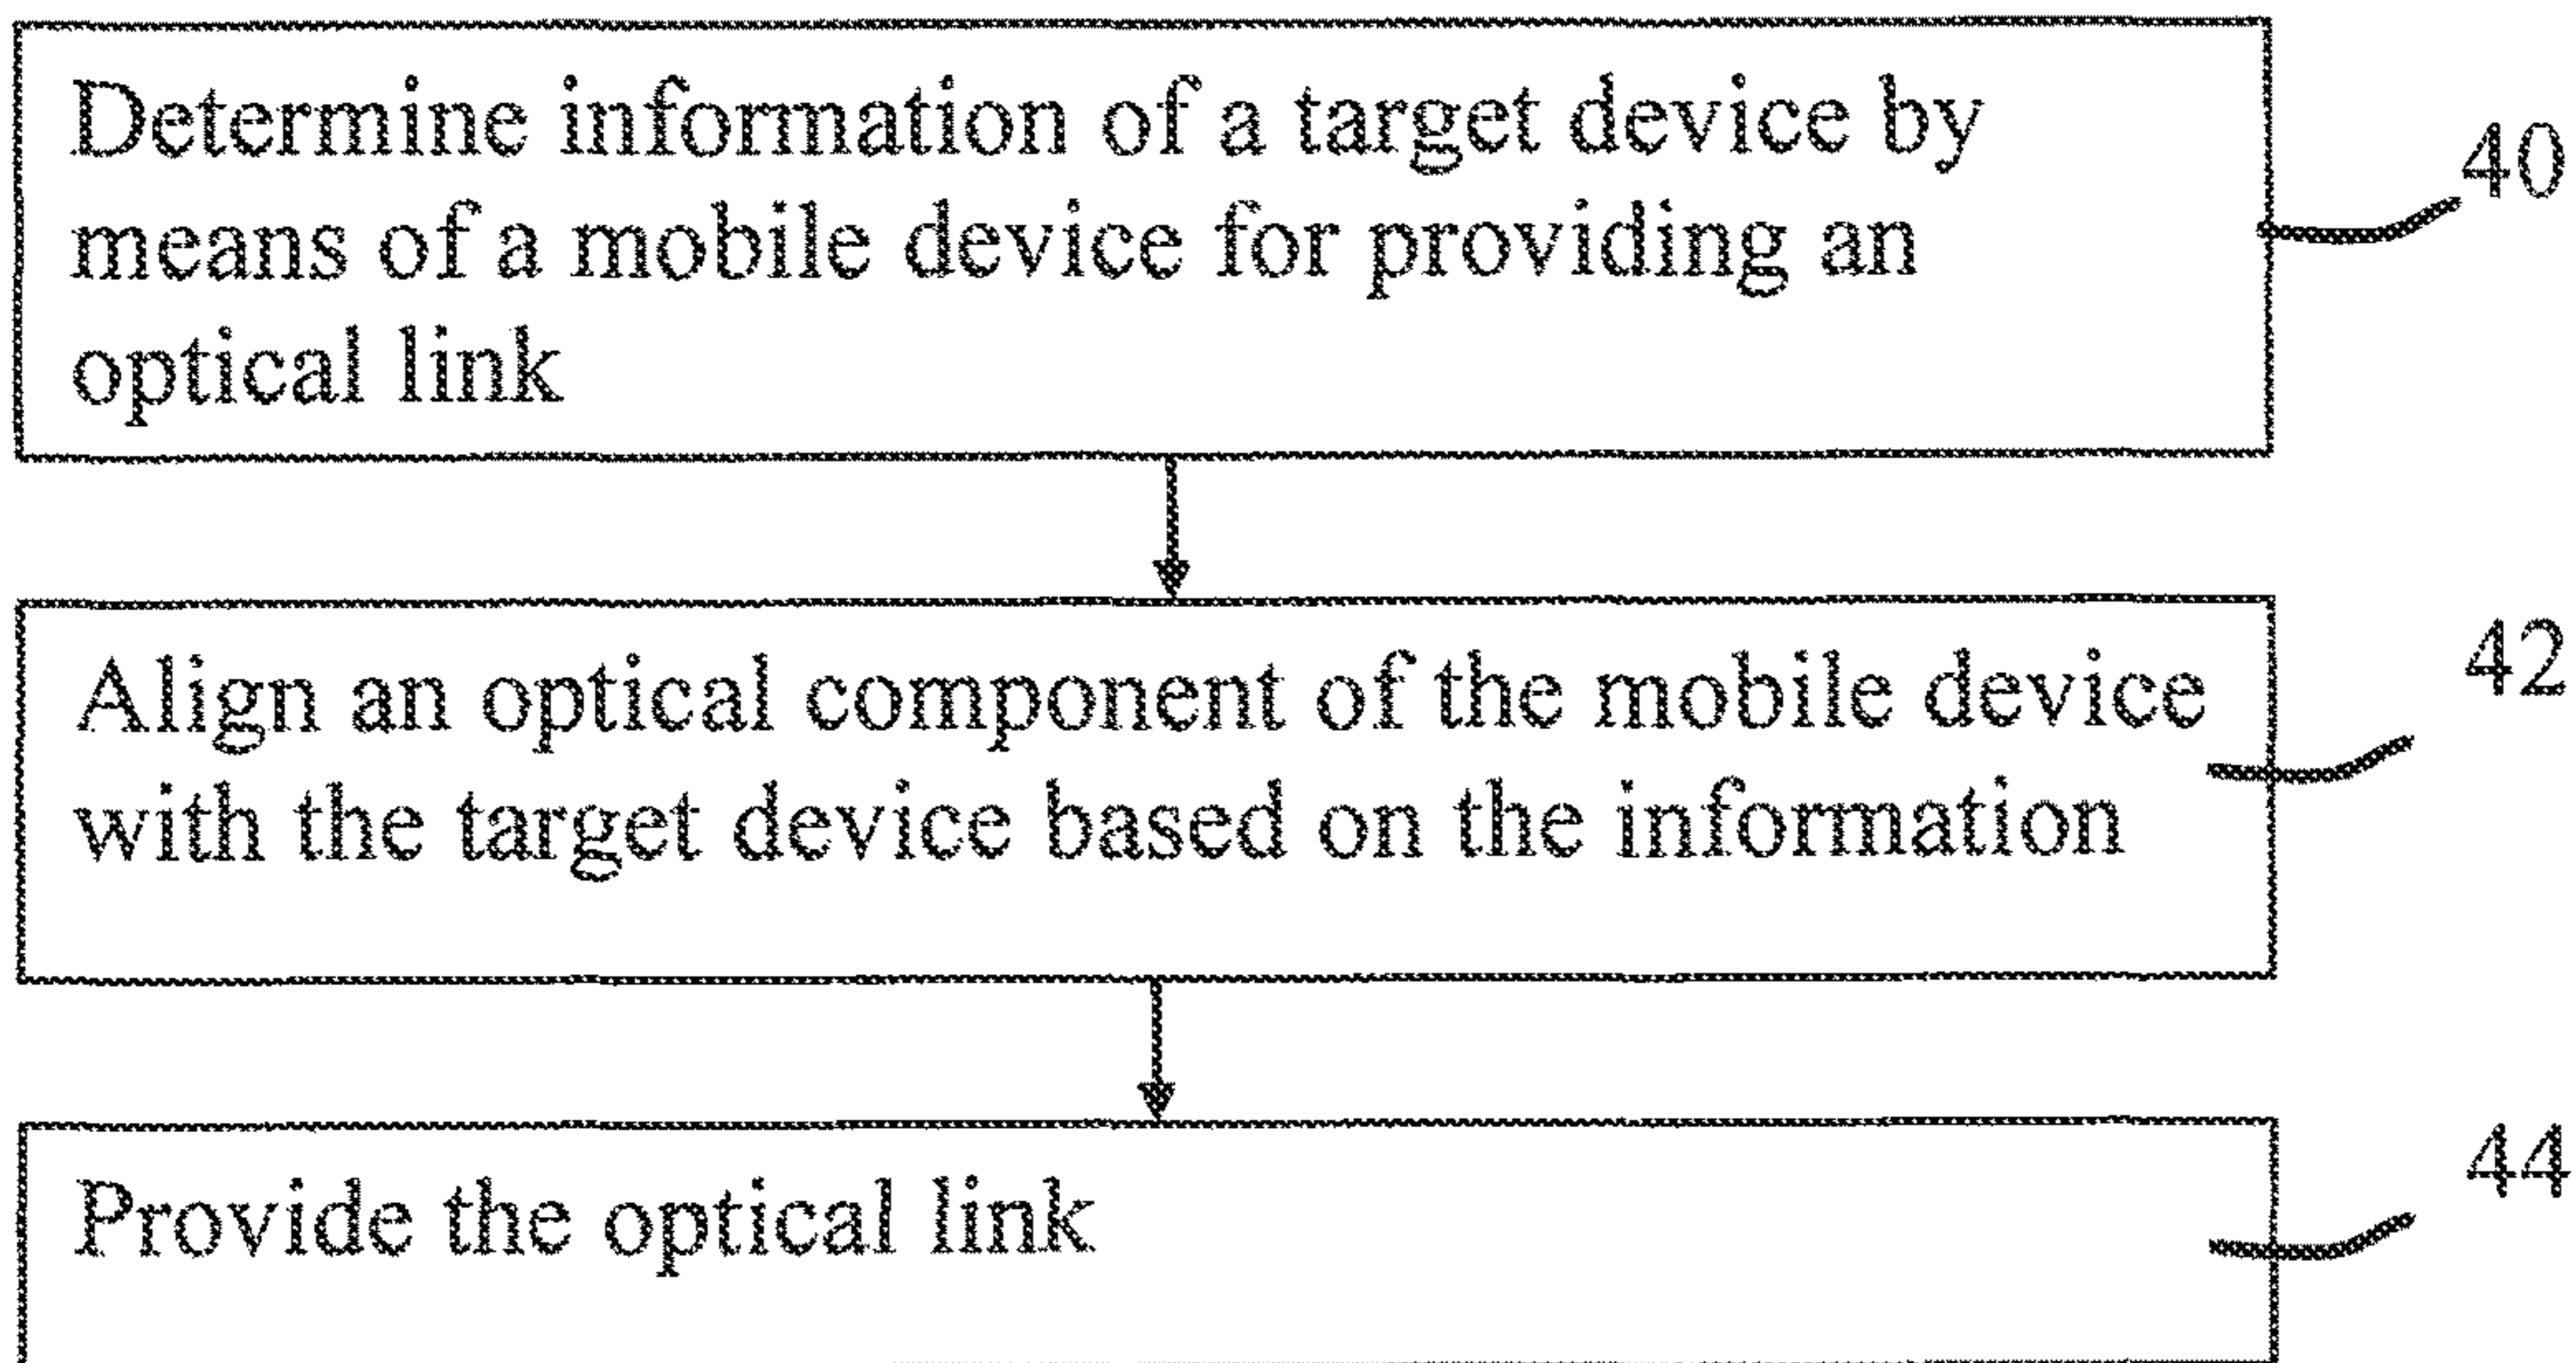 Determine information of a target device by
means of a mobile device for providing an
optical link
40
Align an optical component of the mobile device
with the target device based on the information
42
Provide the optical link
44